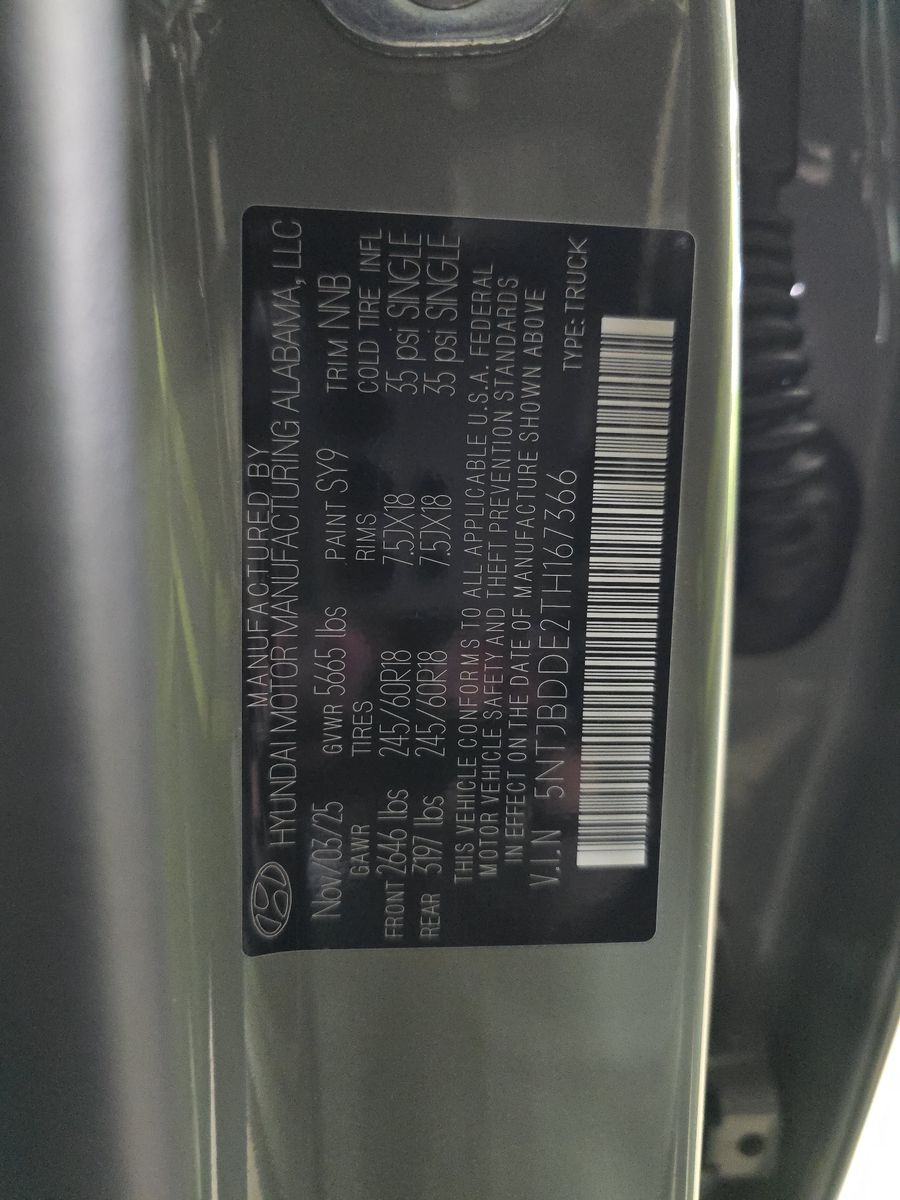 MANUFACTURED BY
HYUNDAI MOTOR MANUFACTURING ALABAMA, LLC
Nov/03/25 GVWR 5665 lbs PAINT SY9 TRIM NNB
GAWR TIRES RIMS COLD TIRE INFL
FRONT 2646 lbs 245/60R18 7.5JX18 35 psi SINGLE
REAR 3197 lbs 245/60R18 7.5JX18 35 psi SINGLE
THIS VEHICLE CONFORMS TO ALL APPLICABLE U.S.A. FEDERAL
MOTOR VEHICLE SAFETY AND THEFT PREVENTION STANDARDS
IN EFFECT ON THE DATE OF MANUFACTURE SHOWN ABOVE
V.I.N 5NTJBDDE2TH167366 TYPE: TRUCK